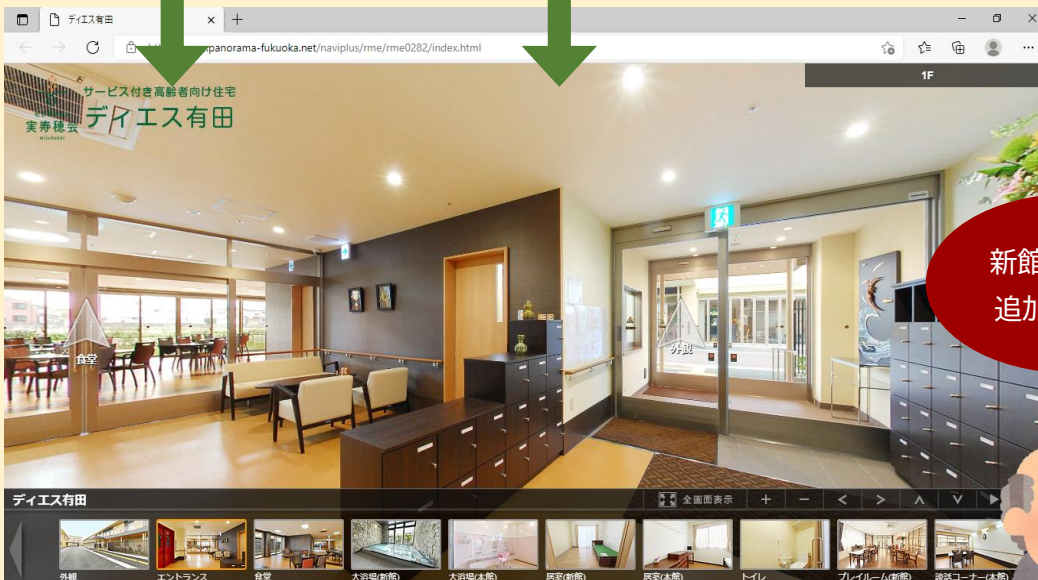 ディエス有田
panorama-fukuoka.net/naviplus/rme/rme0282/index.html
サービス付き高齢者向け住宅
ディエス有田
実寿穂会
1F
新館
追加
食堂
外観
ディエス有田
全画面表示
外観
エントランス
食堂
大浴場(新館)
大浴場(本館)
居室(新館)
居室(本館)
トイレ
プレイルーム(新館)
談話コーナー(本館)